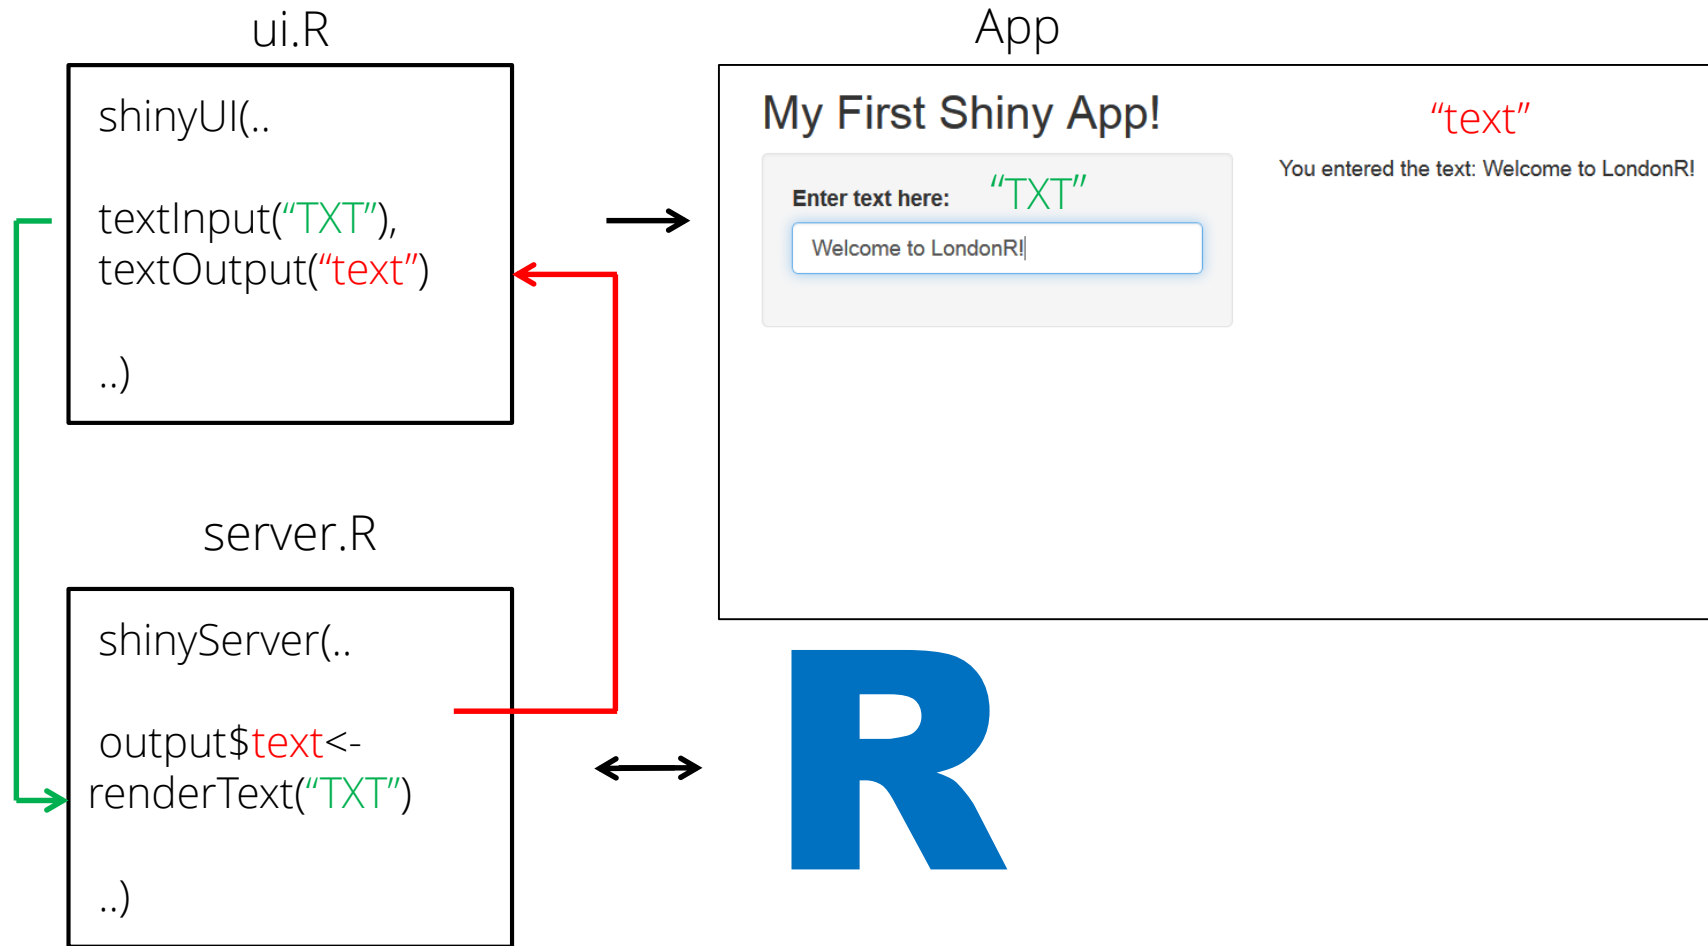 ui.R
shinyUI(..
textInput(“TXT”),
textOutput(“text”)
..)
server.R
shinyServer(..
output$text<-
renderText(“TXT”)
..)
App
My First Shiny App!
“text”
You entered the text: Welcome to LondonR!
Enter text here:
“TXT”
Welcome to LondonR!
R